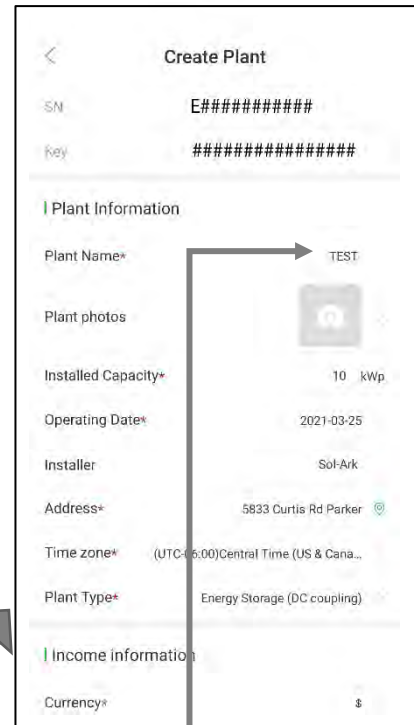 Create Plant
SN E###########
Key ################
Plant Information
Plant Name* TEST
Plant photos
Installed Capacity* 10 kWp
Operating Date* 2021-03-25
Installer Sol-Ark
Address* 5833 Curtis Rd Parker
Time zone* (UTC-06:00)Central Time (US & Cana...
Plant Type* Energy Storage (DC coupling)
Income information
Currency* $